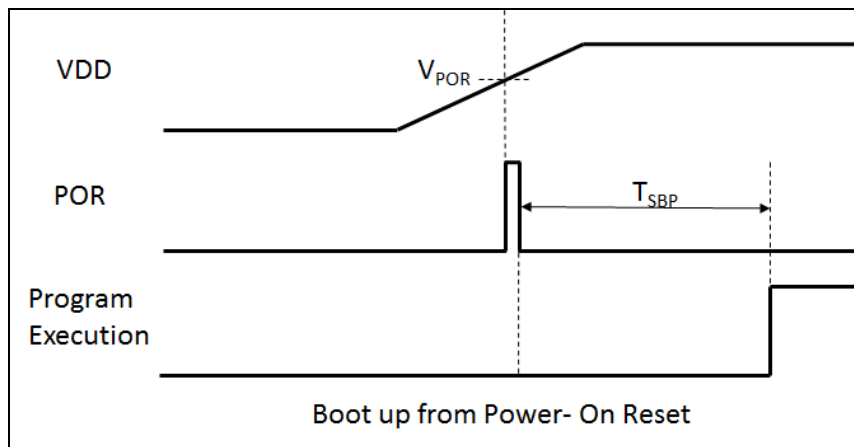 VDD
VPOR
POR
TSBP
Program
Execution
Boot up from Power- On Reset